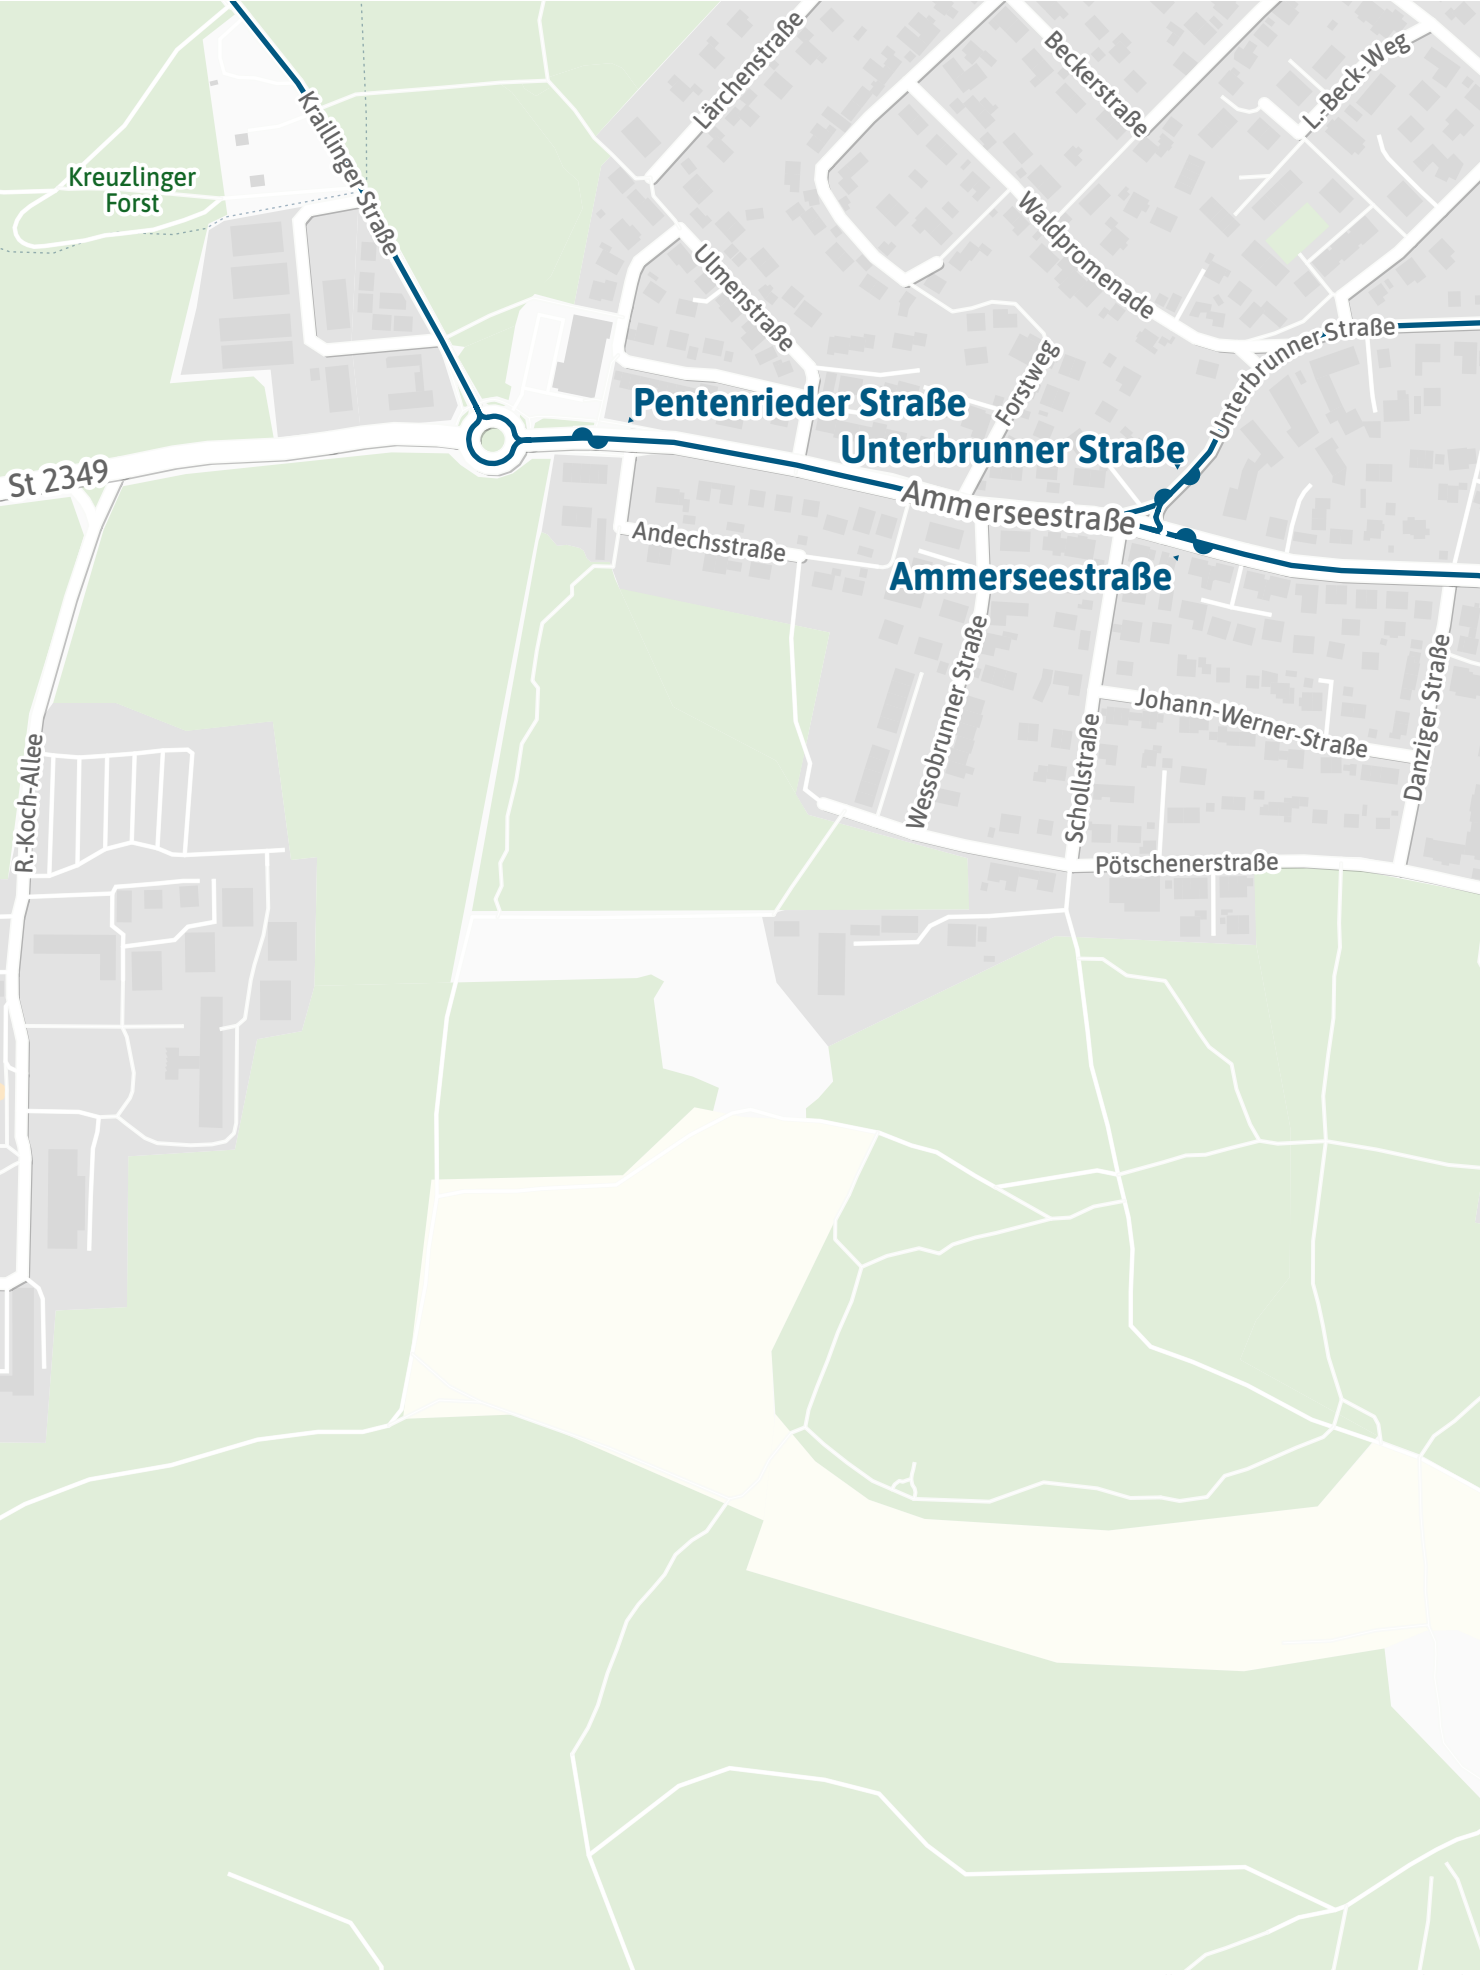 Lärchenstraße
Beckerstraße
L.-Beck-Weg
Kraillinger Straße
Kreuzlinger
Forst
Waldpromenade
Ulmenstraße
Unterbrunner Straße
Forstweg
Pentenrieder Straße
Unterbrunner Straße
St 2349
Ammerseestraße
Andechsstraße
Ammerseestraße
Wessobrunner Straße
Schollstraße
Johann-Werner-Straße
Danziger Straße
R.-Koch-Allee
Pötschenerstraße